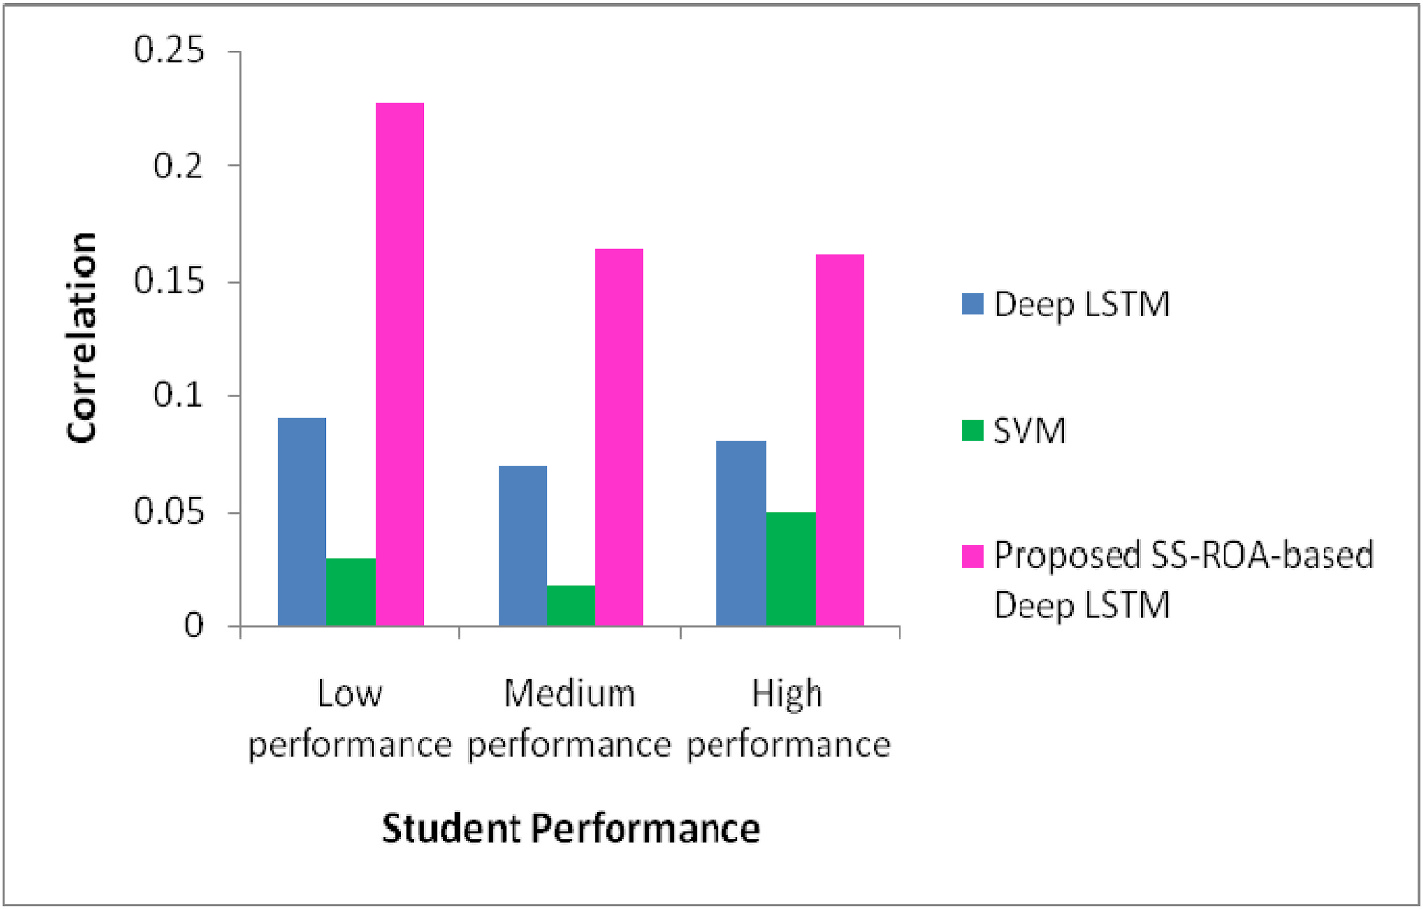 0.25
0.2
0.15
0.1
0.05
0
Correlation
Low
performance
Medium
performance
High
performance
Student Performance
Deep LSTM
SVM
Proposed SS-ROA-based
Deep LSTM